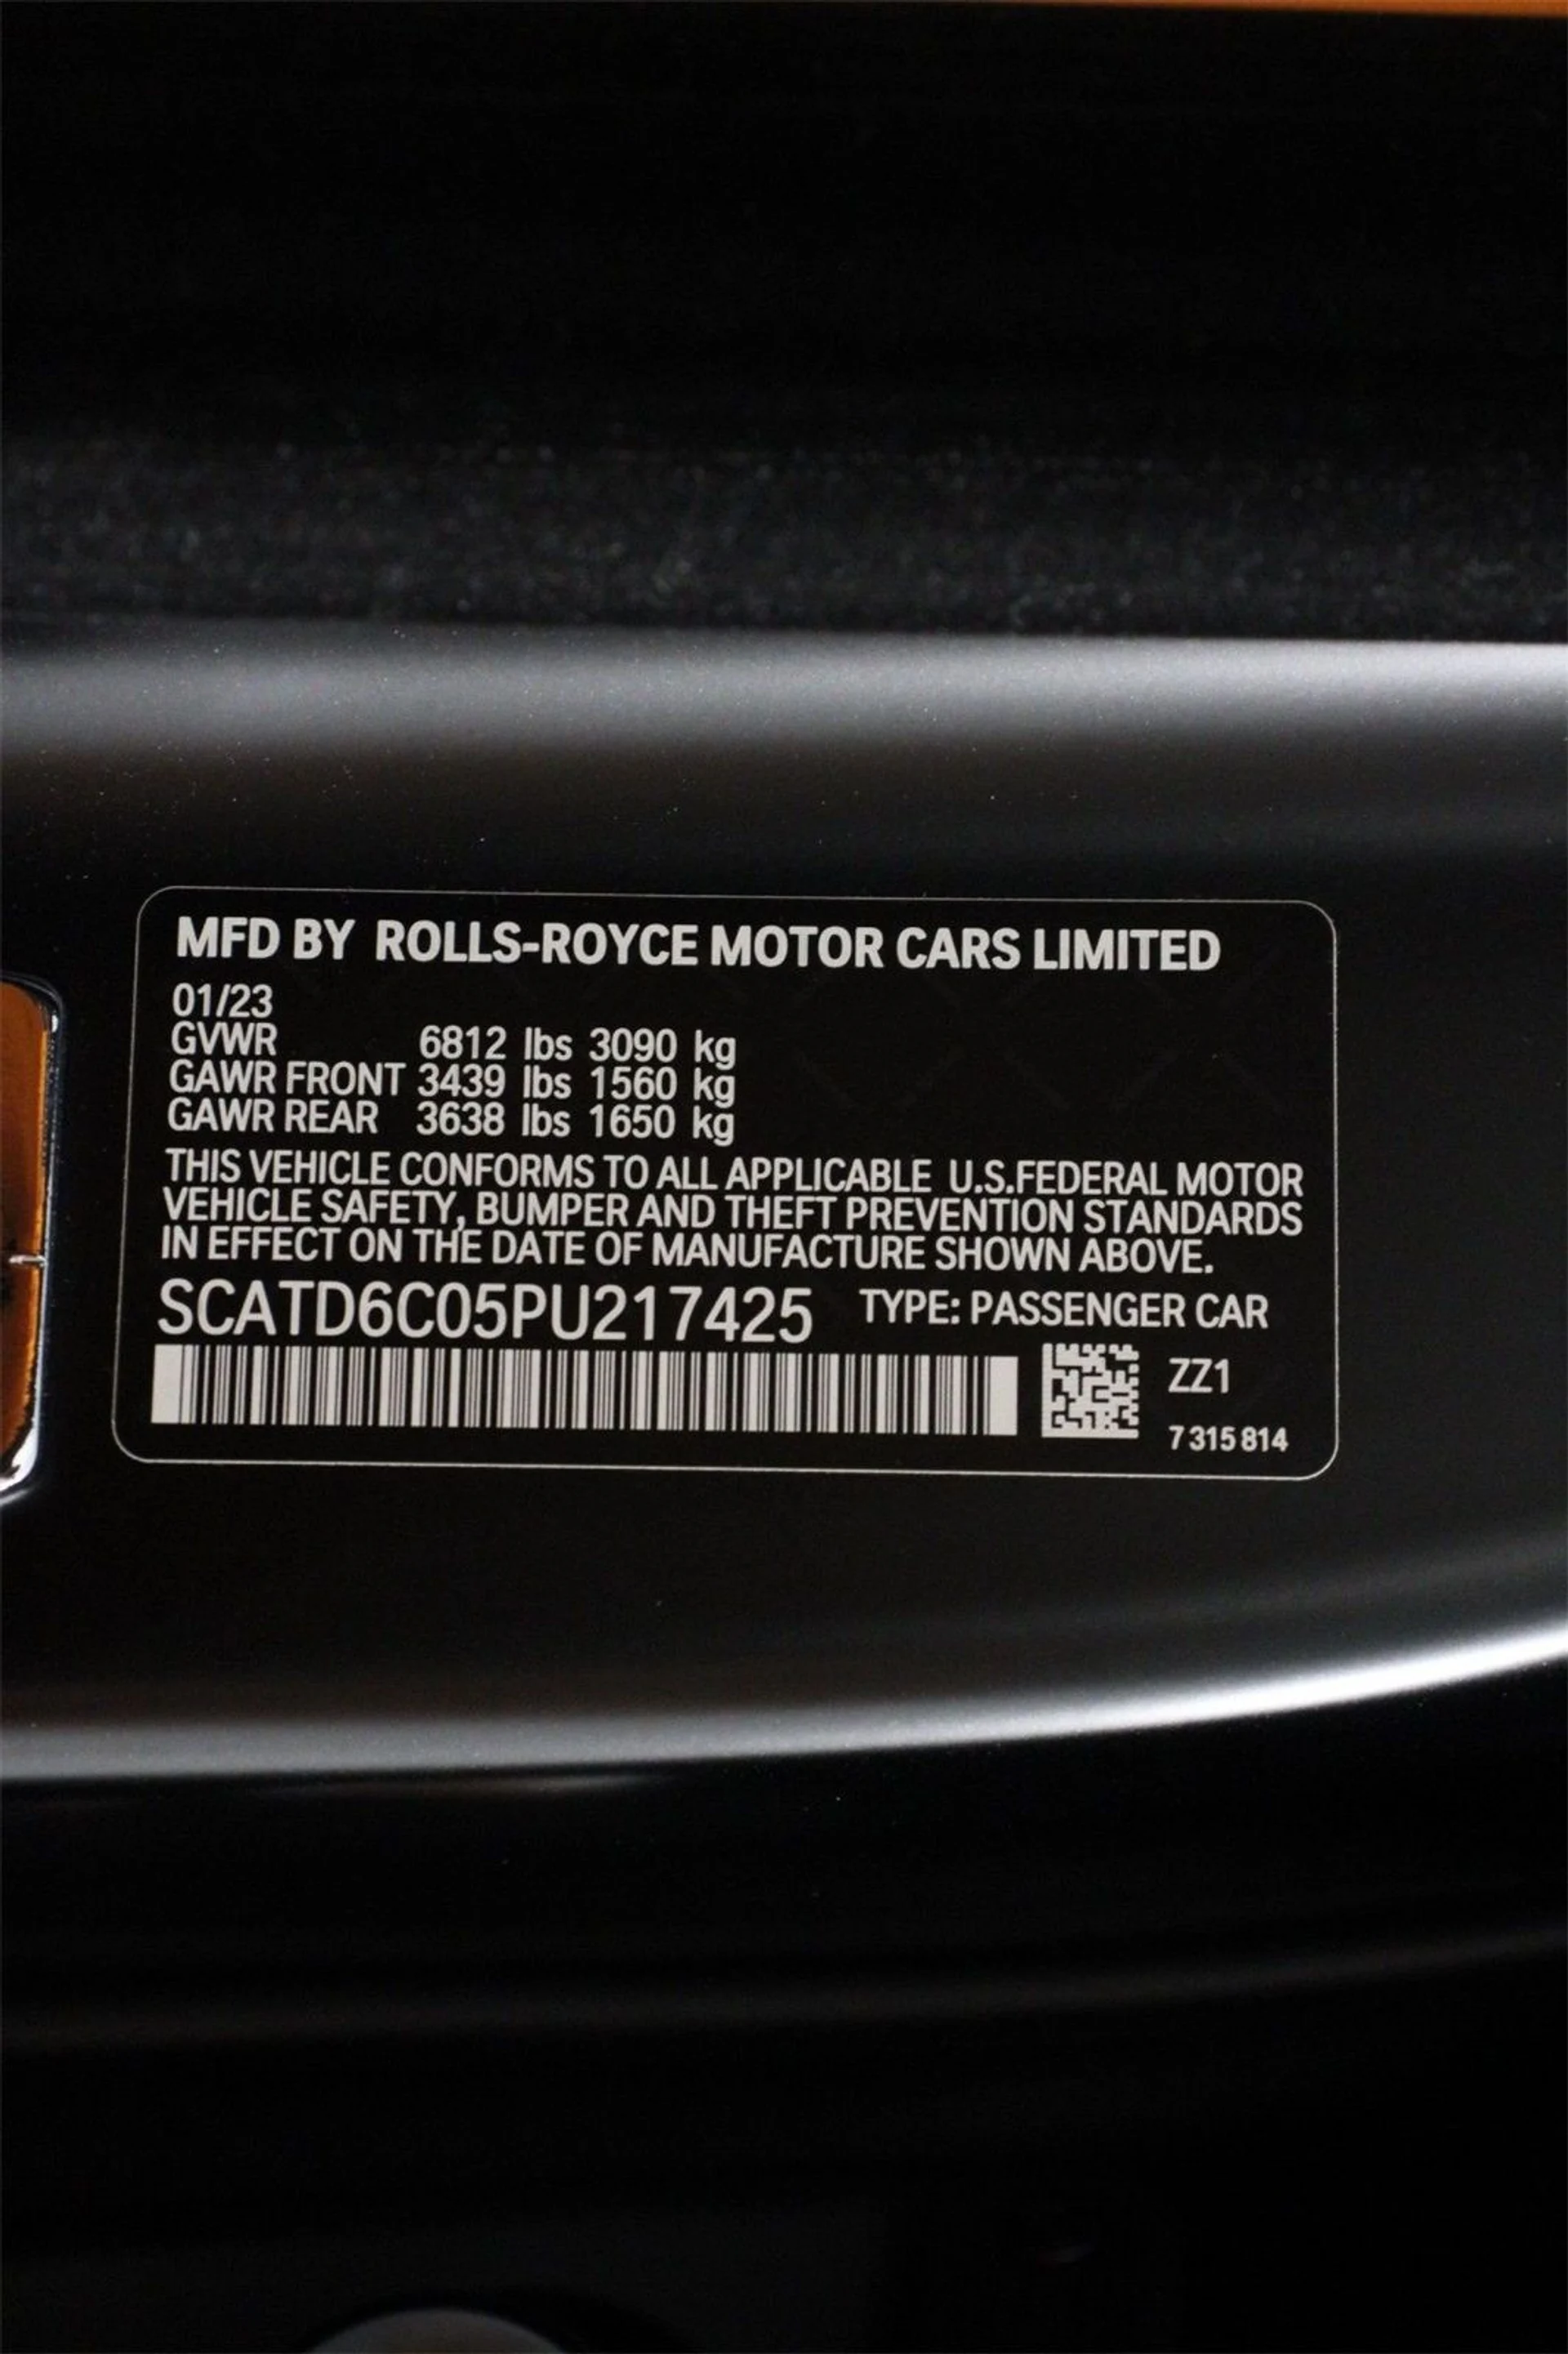 MFD BY ROLLS-ROYCE MOTOR CARS LIMITED
01/23
GVWR 6812 lbs 3090 kg
GAWR FRONT 3439 lbs 1560 kg
GAWR REAR 3638 lbs 1650 kg
THIS VEHICLE CONFORMS TO ALL APPLICABLE U.S.FEDERAL MOTOR
VEHICLE SAFETY, BUMPER AND THEFT PREVENTION STANDARDS
IN EFFECT ON THE DATE OF MANUFACTURE SHOWN ABOVE.
SCATD6C05PU217425 TYPE: PASSENGER CAR
ZZ1
7 315 814